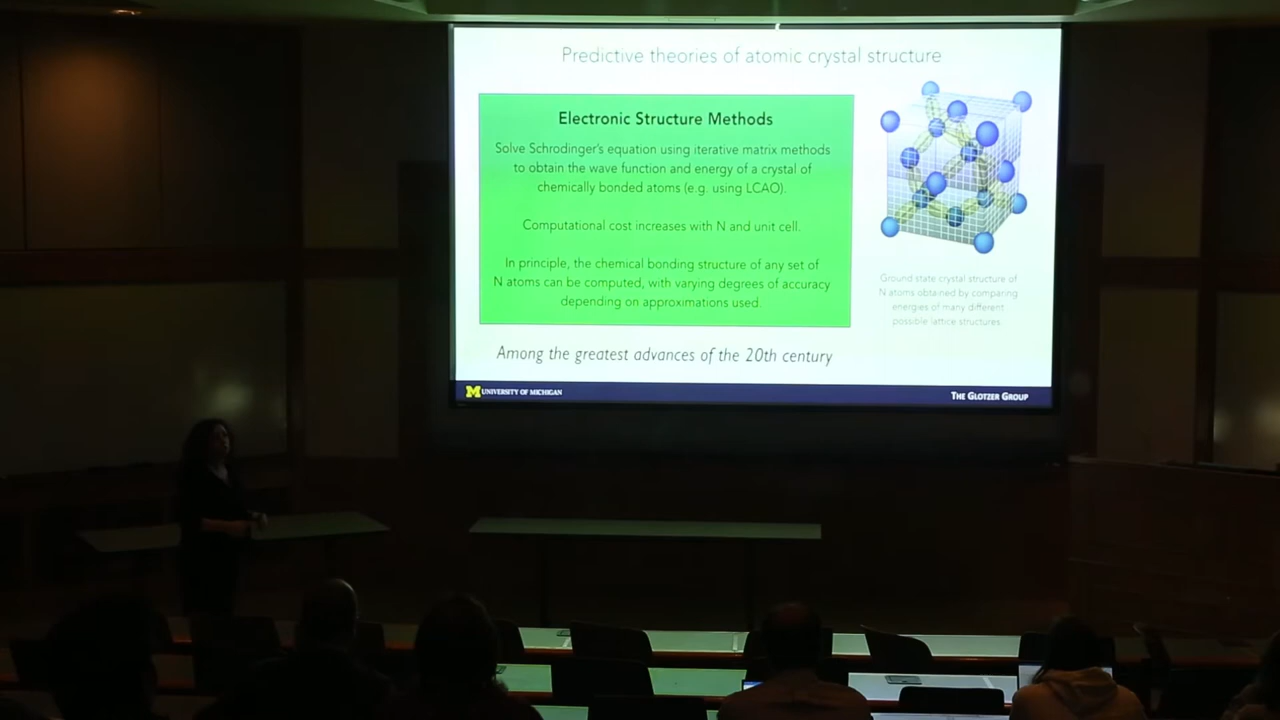 Predictive theories of atomic crystal structure
Electronic Structure Methods
Solve Schrodinger's equation using iterative matrix methods
to obtain the wave function and energy of a crystal of
chemically bonded atoms (e.g. using LCAO).
Computational cost increases with N and unit cell.
In principle, the chemical bonding structure of any set of
N atoms can be computed, with varying degrees of accuracy
depending on approximations used.
Ground state crystal structure of
N atoms obtained by comparing
energies of many different
possible lattice structures.
Among the greatest advances of the 20th century
M UNIVERSITY OF MICHIGAN
THE GLOTZER GROUP